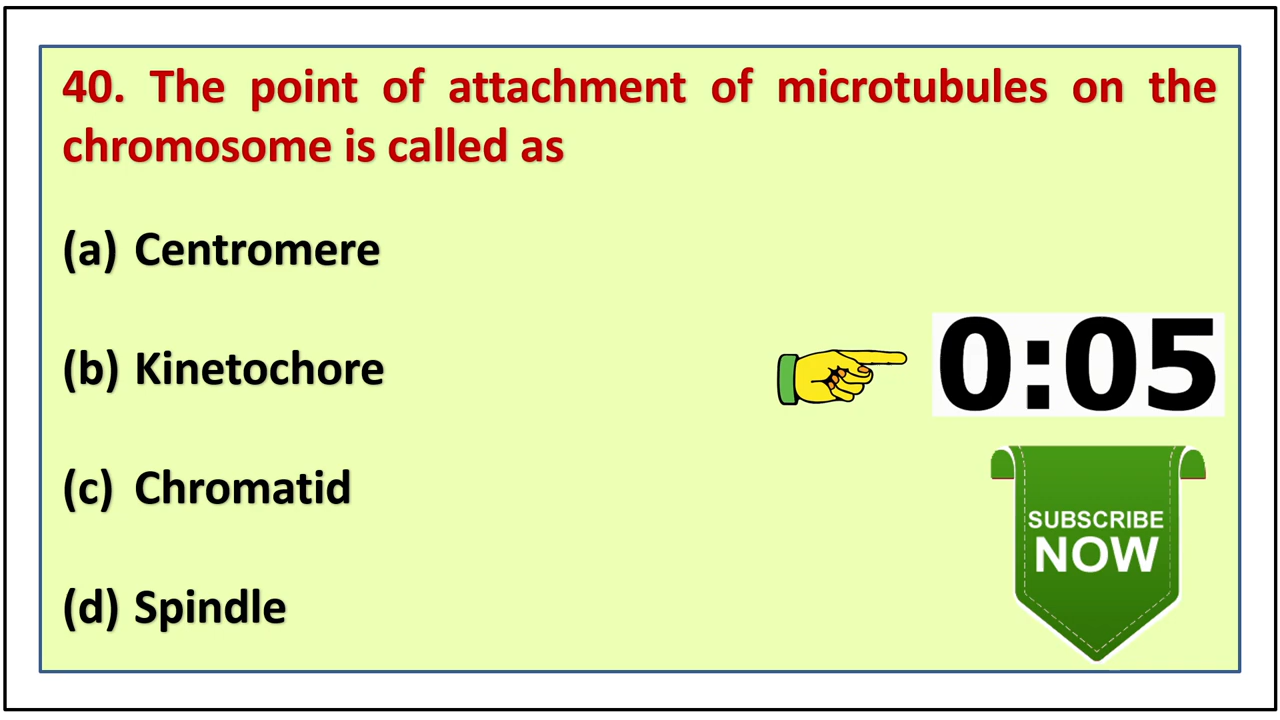 40. The point of attachment of microtubules on the
chromosome is called as
(a) Centromere
(b) Kinetochore
0:05
(c) Chromatid
SUBSCRIBE
NOW
(d) Spindle